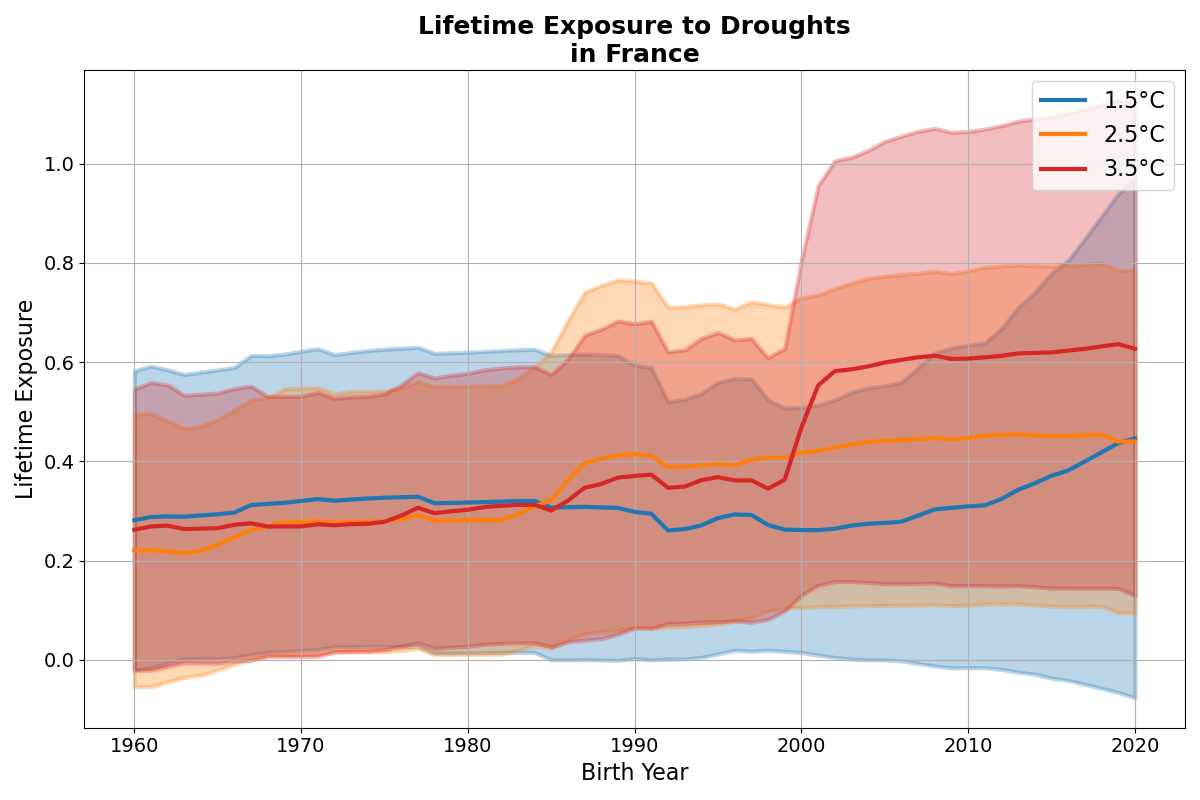 Lifetime Exposure to Droughts
in France
1.5°C
2.5°C
3.5°C
Lifetime Exposure
1.0
0.8
0.6
0.4
0.2
0.0
1960 1970 1980 1990 2000 2010 2020
Birth Year